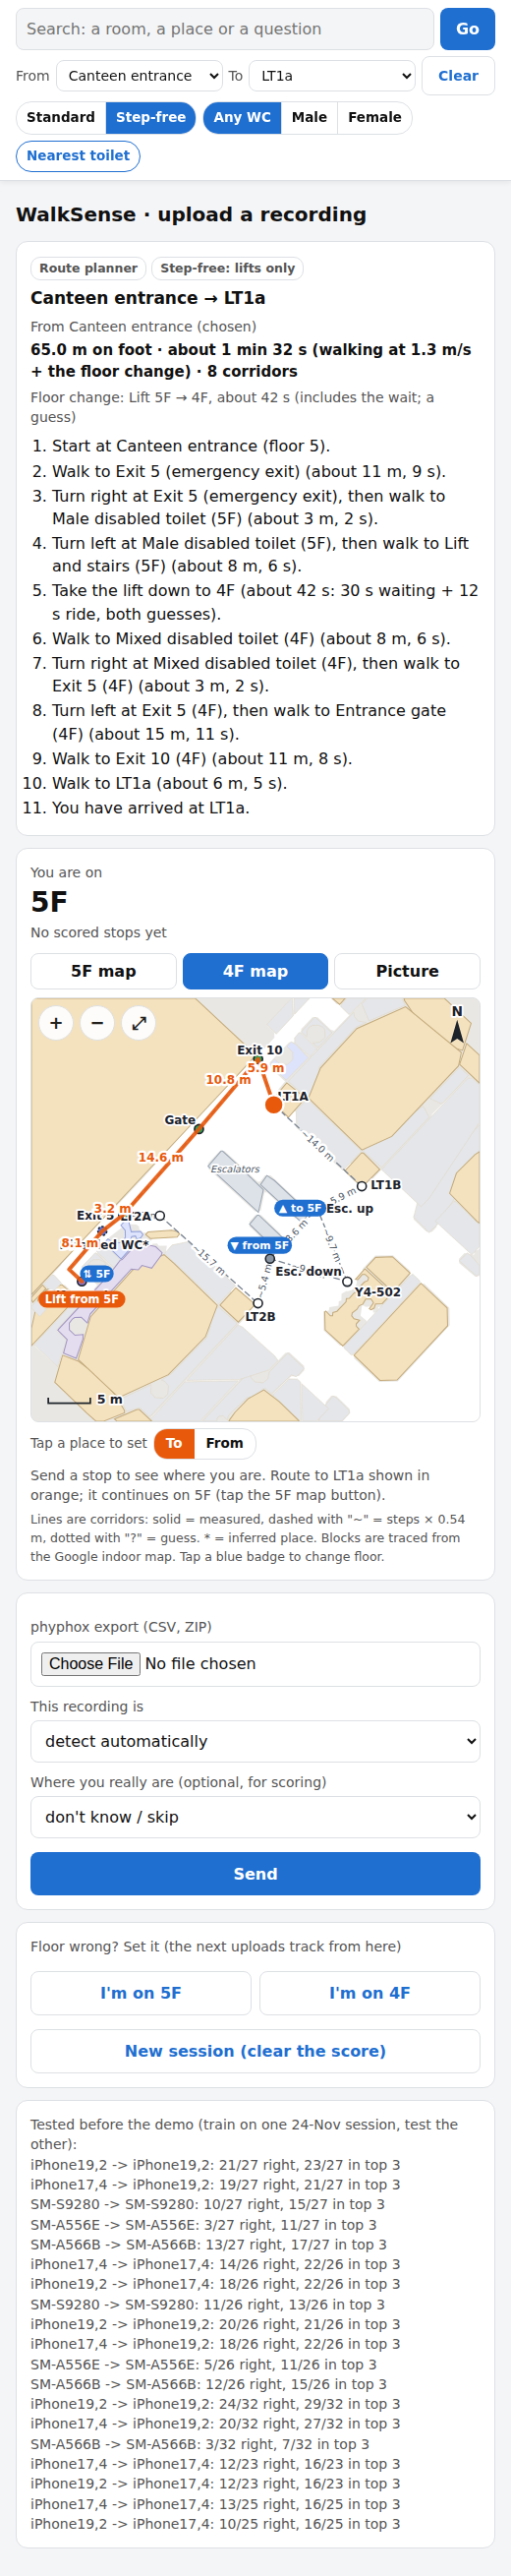 Search: a room, a place or a question
Go
From Canteen entrance To LT1a Clear
Standard Step-free Any WC Male Female
Nearest toilet
WalkSense · upload a recording
Route planner Step-free: lifts only
Canteen entrance → LT1a
From Canteen entrance (chosen)
65.0 m on foot · about 1 min 32 s (walking at 1.3 m/s
+ the floor change) · 8 corridors
Floor change: Lift 5F → 4F, about 42 s (includes the wait; a
guess)
1. Start at Canteen entrance (floor 5).
2. Walk to Exit 5 (emergency exit) (about 11 m, 9 s).
3. Turn right at Exit 5 (emergency exit), then walk to
Male disabled toilet (5F) (about 3 m, 2 s).
4. Turn left at Male disabled toilet (5F), then walk to Lift
and stairs (5F) (about 8 m, 6 s).
5. Take the lift down to 4F (about 42 s: 30 s waiting + 12
s ride, both guesses).
6. Walk to Mixed disabled toilet (4F) (about 8 m, 6 s).
7. Turn right at Mixed disabled toilet (4F), then walk to
Exit 5 (4F) (about 3 m, 2 s).
8. Turn left at Exit 5 (4F), then walk to Entrance gate
(4F) (about 15 m, 11 s).
9. Walk to Exit 10 (4F) (about 11 m, 8 s).
10. Walk to LT1a (about 6 m, 5 s).
11. You have arrived at LT1a.
You are on
5F
No scored stops yet
5F map 4F map Picture
+ − ⤢
N
Exit 10
5.9 m
10.8 m
LT1A
Gate
~14.0 m
14.6 m
Escalators
LT1B
~5.9 m
3.2 m
▲ to 5F Esc. up
Exit 5 LT2A
8.1 m
ed WC*
▼ from 5F
~9.7 m
~15.7 m
⇅ 5F
Esc. down
~5.4 m
Y4-502
Lift from 5F
LT2B
5 m
Tap a place to set To From
Send a stop to see where you are. Route to LT1a shown in
orange; it continues on 5F (tap the 5F map button).
Lines are corridors: solid = measured, dashed with "~" = steps × 0.54
m, dotted with "?" = guess. * = inferred place. Blocks are traced from
the Google indoor map. Tap a blue badge to change floor.
phyphox export (CSV, ZIP)
Choose File No file chosen
This recording is
detect automatically
Where you really are (optional, for scoring)
don't know / skip
Send
Floor wrong? Set it (the next uploads track from here)
I'm on 5F I'm on 4F
New session (clear the score)
Tested before the demo (train on one 24-Nov session, test the
other):
iPhone19,2 -> iPhone19,2: 21/27 right, 23/27 in top 3
iPhone17,4 -> iPhone19,2: 19/27 right, 21/27 in top 3
SM-S9280 -> SM-S9280: 10/27 right, 15/27 in top 3
SM-A556E -> SM-A556E: 3/27 right, 11/27 in top 3
SM-A566B -> SM-A566B: 13/27 right, 17/27 in top 3
iPhone17,4 -> iPhone17,4: 14/26 right, 22/26 in top 3
iPhone19,2 -> iPhone17,4: 18/26 right, 22/26 in top 3
SM-S9280 -> SM-S9280: 11/26 right, 13/26 in top 3
iPhone19,2 -> iPhone19,2: 20/26 right, 21/26 in top 3
iPhone17,4 -> iPhone19,2: 18/26 right, 22/26 in top 3
SM-A556E -> SM-A556E: 5/26 right, 11/26 in top 3
SM-A566B -> SM-A566B: 12/26 right, 15/26 in top 3
iPhone19,2 -> iPhone19,2: 24/32 right, 29/32 in top 3
iPhone17,4 -> iPhone19,2: 20/32 right, 27/32 in top 3
SM-A566B -> SM-A566B: 3/32 right, 7/32 in top 3
iPhone17,4 -> iPhone17,4: 12/23 right, 16/23 in top 3
iPhone19,2 -> iPhone17,4: 12/23 right, 16/23 in top 3
iPhone17,4 -> iPhone17,4: 13/25 right, 16/25 in top 3
iPhone19,2 -> iPhone17,4: 10/25 right, 16/25 in top 3